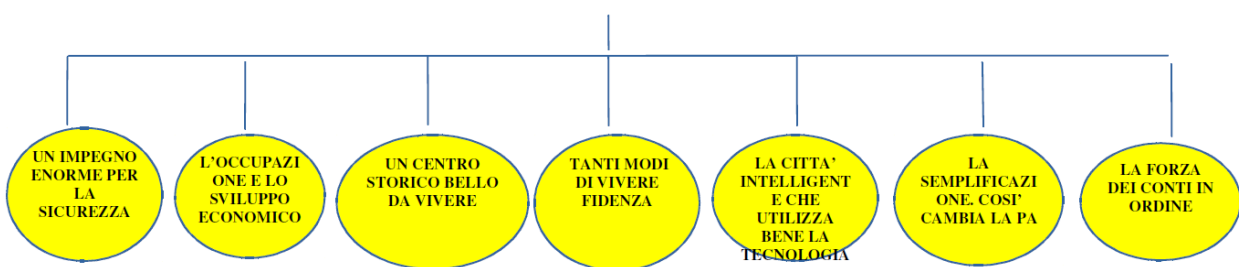 UN IMPEGNO
ENORME PER
LA
SICUREZZA
L'OCCUPAZI
ONE E LO
SVILUPPO
ECONOMICO
UN CENTRO
STORICO BELLO
DA VIVERE
TANTI MODI
DI VIVERE
FIDENZA
LA CITTA'
INTELLIGENT
E CHE
UTILIZZA
BENE LA
TECNOLOGIA
LA
SEMPLIFICAZI
ONE. COSI'
CAMBIA LA PA
LA FORZA
DEI CONTI IN
ORDINE